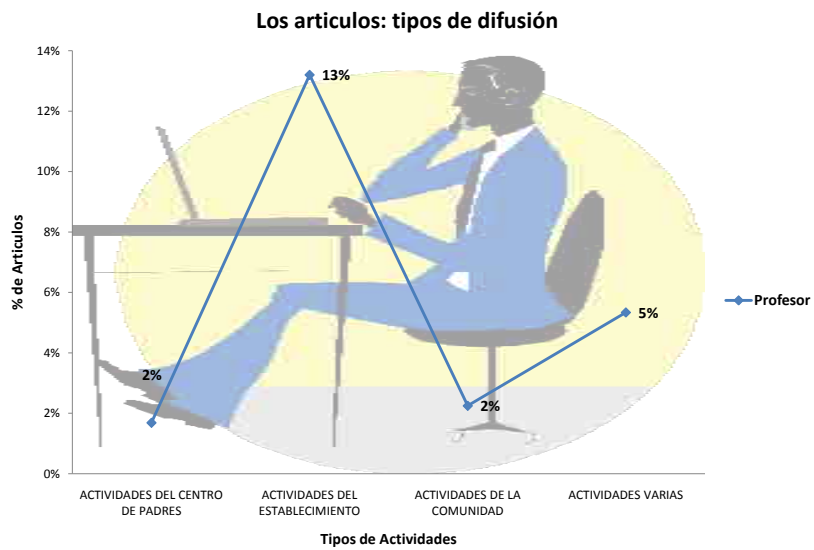 Los articulos: tipos de difusión
14%
12%
10%
8%
6%
4%
2%
0%
% de Articulos
2%
13%
2%
5%
Profesor
ACTIVIDADES DEL CENTRO
DE PADRES
ACTIVIDADES DEL
ESTABLECIMIENTO
ACTIVIDADES DE LA
COMUNIDAD
ACTIVIDADES VARIAS
Tipos de Actividades